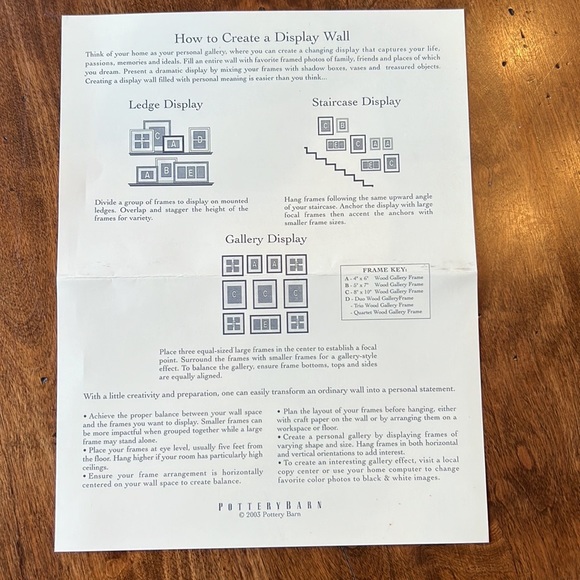 How to Create a Display Wall
Think of your home as your personal gallery, where you can create a changing display that captures your life,
passions, memories and ideals. Fill an entire wall with favorite framed photos of family, friends and places of which
you dream. Present a dramatic display by mixing your frames with shadow boxes, vases and treasured objects.
Creating a display wall filled with personal meaning is easier than you think...
Ledge Display
C
A
D
A
B
E
Divide a group of frames to display on mounted
ledges. Overlap and stagger the height of the
frames for variety.
Staircase Display
C B
E C A A
E C
Hang frames following the same upward angle
of your staircase. Anchor the display with large
focal frames then accent the anchors with
smaller frame sizes.
Gallery Display
B A
C C C
E
Place three equal-sized large frames in the center to establish a focal
point. Surround the frames with smaller frames for a gallery-style
effect. To balance the gallery, ensure frame bottoms, tops and sides
are equally aligned.
FRAME KEY:
A - 4" x 6" Wood Gallery Frame
B - 5" x 7" Wood Gallery Frame
C - 8" x 10" Wood Gallery Frame
D - Duo Wood GalleryFrame
- Trio Wood Gallery Frame
- Quartet Wood Gallery Frame
With a little creativity and preparation, one can easily transform an ordinary wall into a personal statement.
• Achieve the proper balance between your wall space
and the frames you want to display. Smaller frames can
be more impactful when grouped together while a large
frame may stand alone.
• Place your frames at eye level, usually five feet from
the floor. Hang higher if your room has particularly high
ceilings.
• Ensure your frame arrangement is horizontally
centered on your wall space to create balance.
• Plan the layout of your frames before hanging, either
with craft paper on the wall or by arranging them on a
workspace or floor.
• Create a personal gallery by displaying frames of
varying shape and size. Hang frames in both horizontal
and vertical orientations to add interest.
• To create an interesting gallery effect, visit a local
copy center or use your home computer to change
favorite color photos to black & white images.
POTTERYBARN
© 2003 Pottery Barn